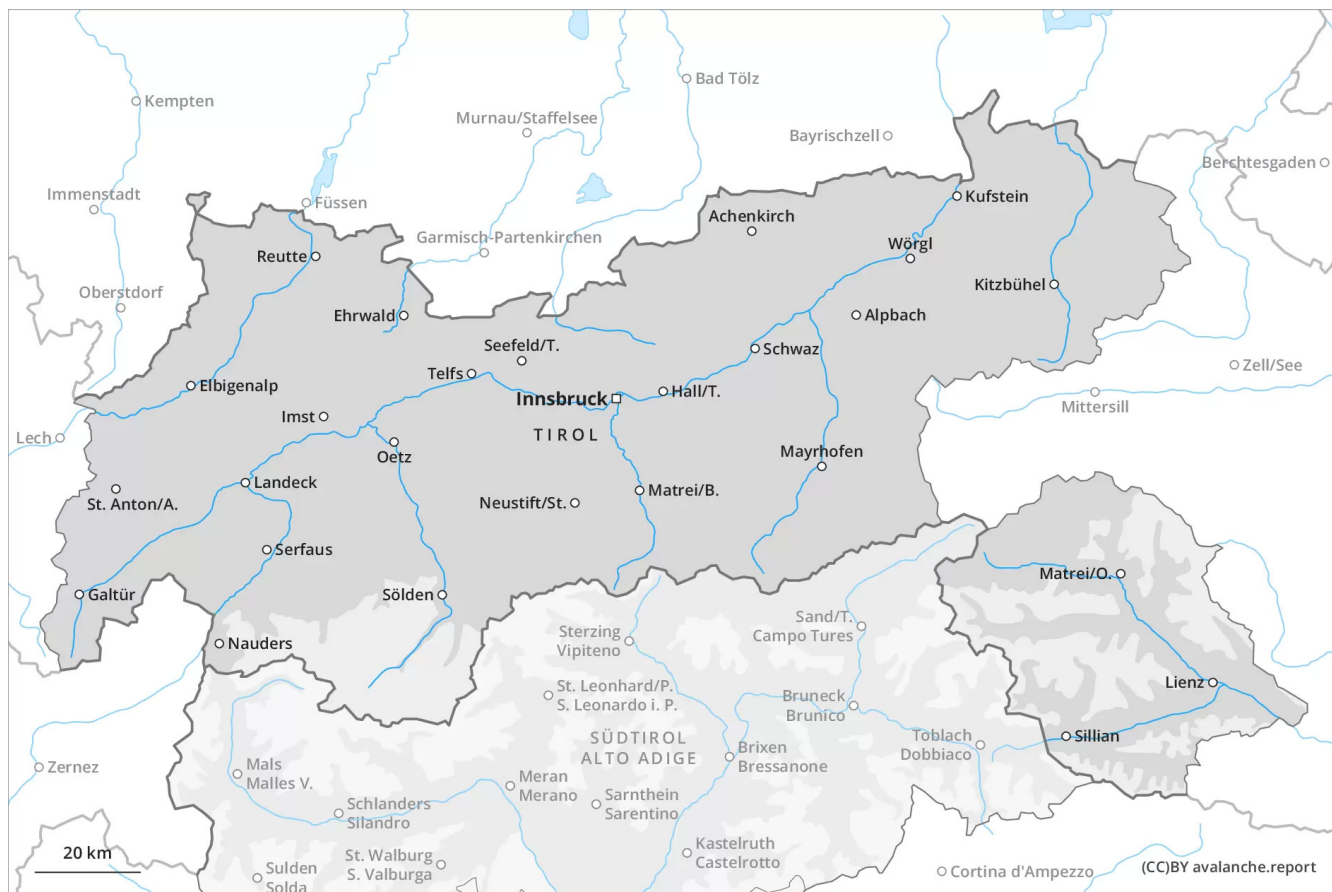 Bad Tölz
Kempten
Murnau/Staffelsee
Bayrischzell
Berchtesgaden
Immenstadt
Füssen
Kufstein
Achenkirch
Garmisch-Partenkirchen
Wörgl
Reutte
Kitzbühel
Oberstdorf
Ehrwald
Alpbach
Seefeld/T.
Schwaz
Zell/See
Telfs
Elbigenalp
Hall/T.
Innsbruck
Mittersill
Imst
TIROL
Lech
Oetz
Mayrhofen
Landeck
Matrei/B.
St. Anton/A.
Neustift/St.
Serfaus
Matrei/O.
Galtür
Sölden
Sand/T.
Campo Tures
Sterzing
Vipiteno
Nauders
Lienz
St. Leonhard/P.
S. Leonardo i. P.
Bruneck
Brunico
SÜDTIROL
ALTO ADIGE
Toblach
Dobbiaco
Sillian
Brixen
Bressanone
Zernez
Mals
Malles V.
Meran
Merano
Sarnthein
Sarentino
Schlanders
Silandro
Kastelruth
Castelrotto
20 km
St. Walburg
S. Valburga
Sulden
Solda
Cortina d'Ampezzo
(CC)BY avalanche.report